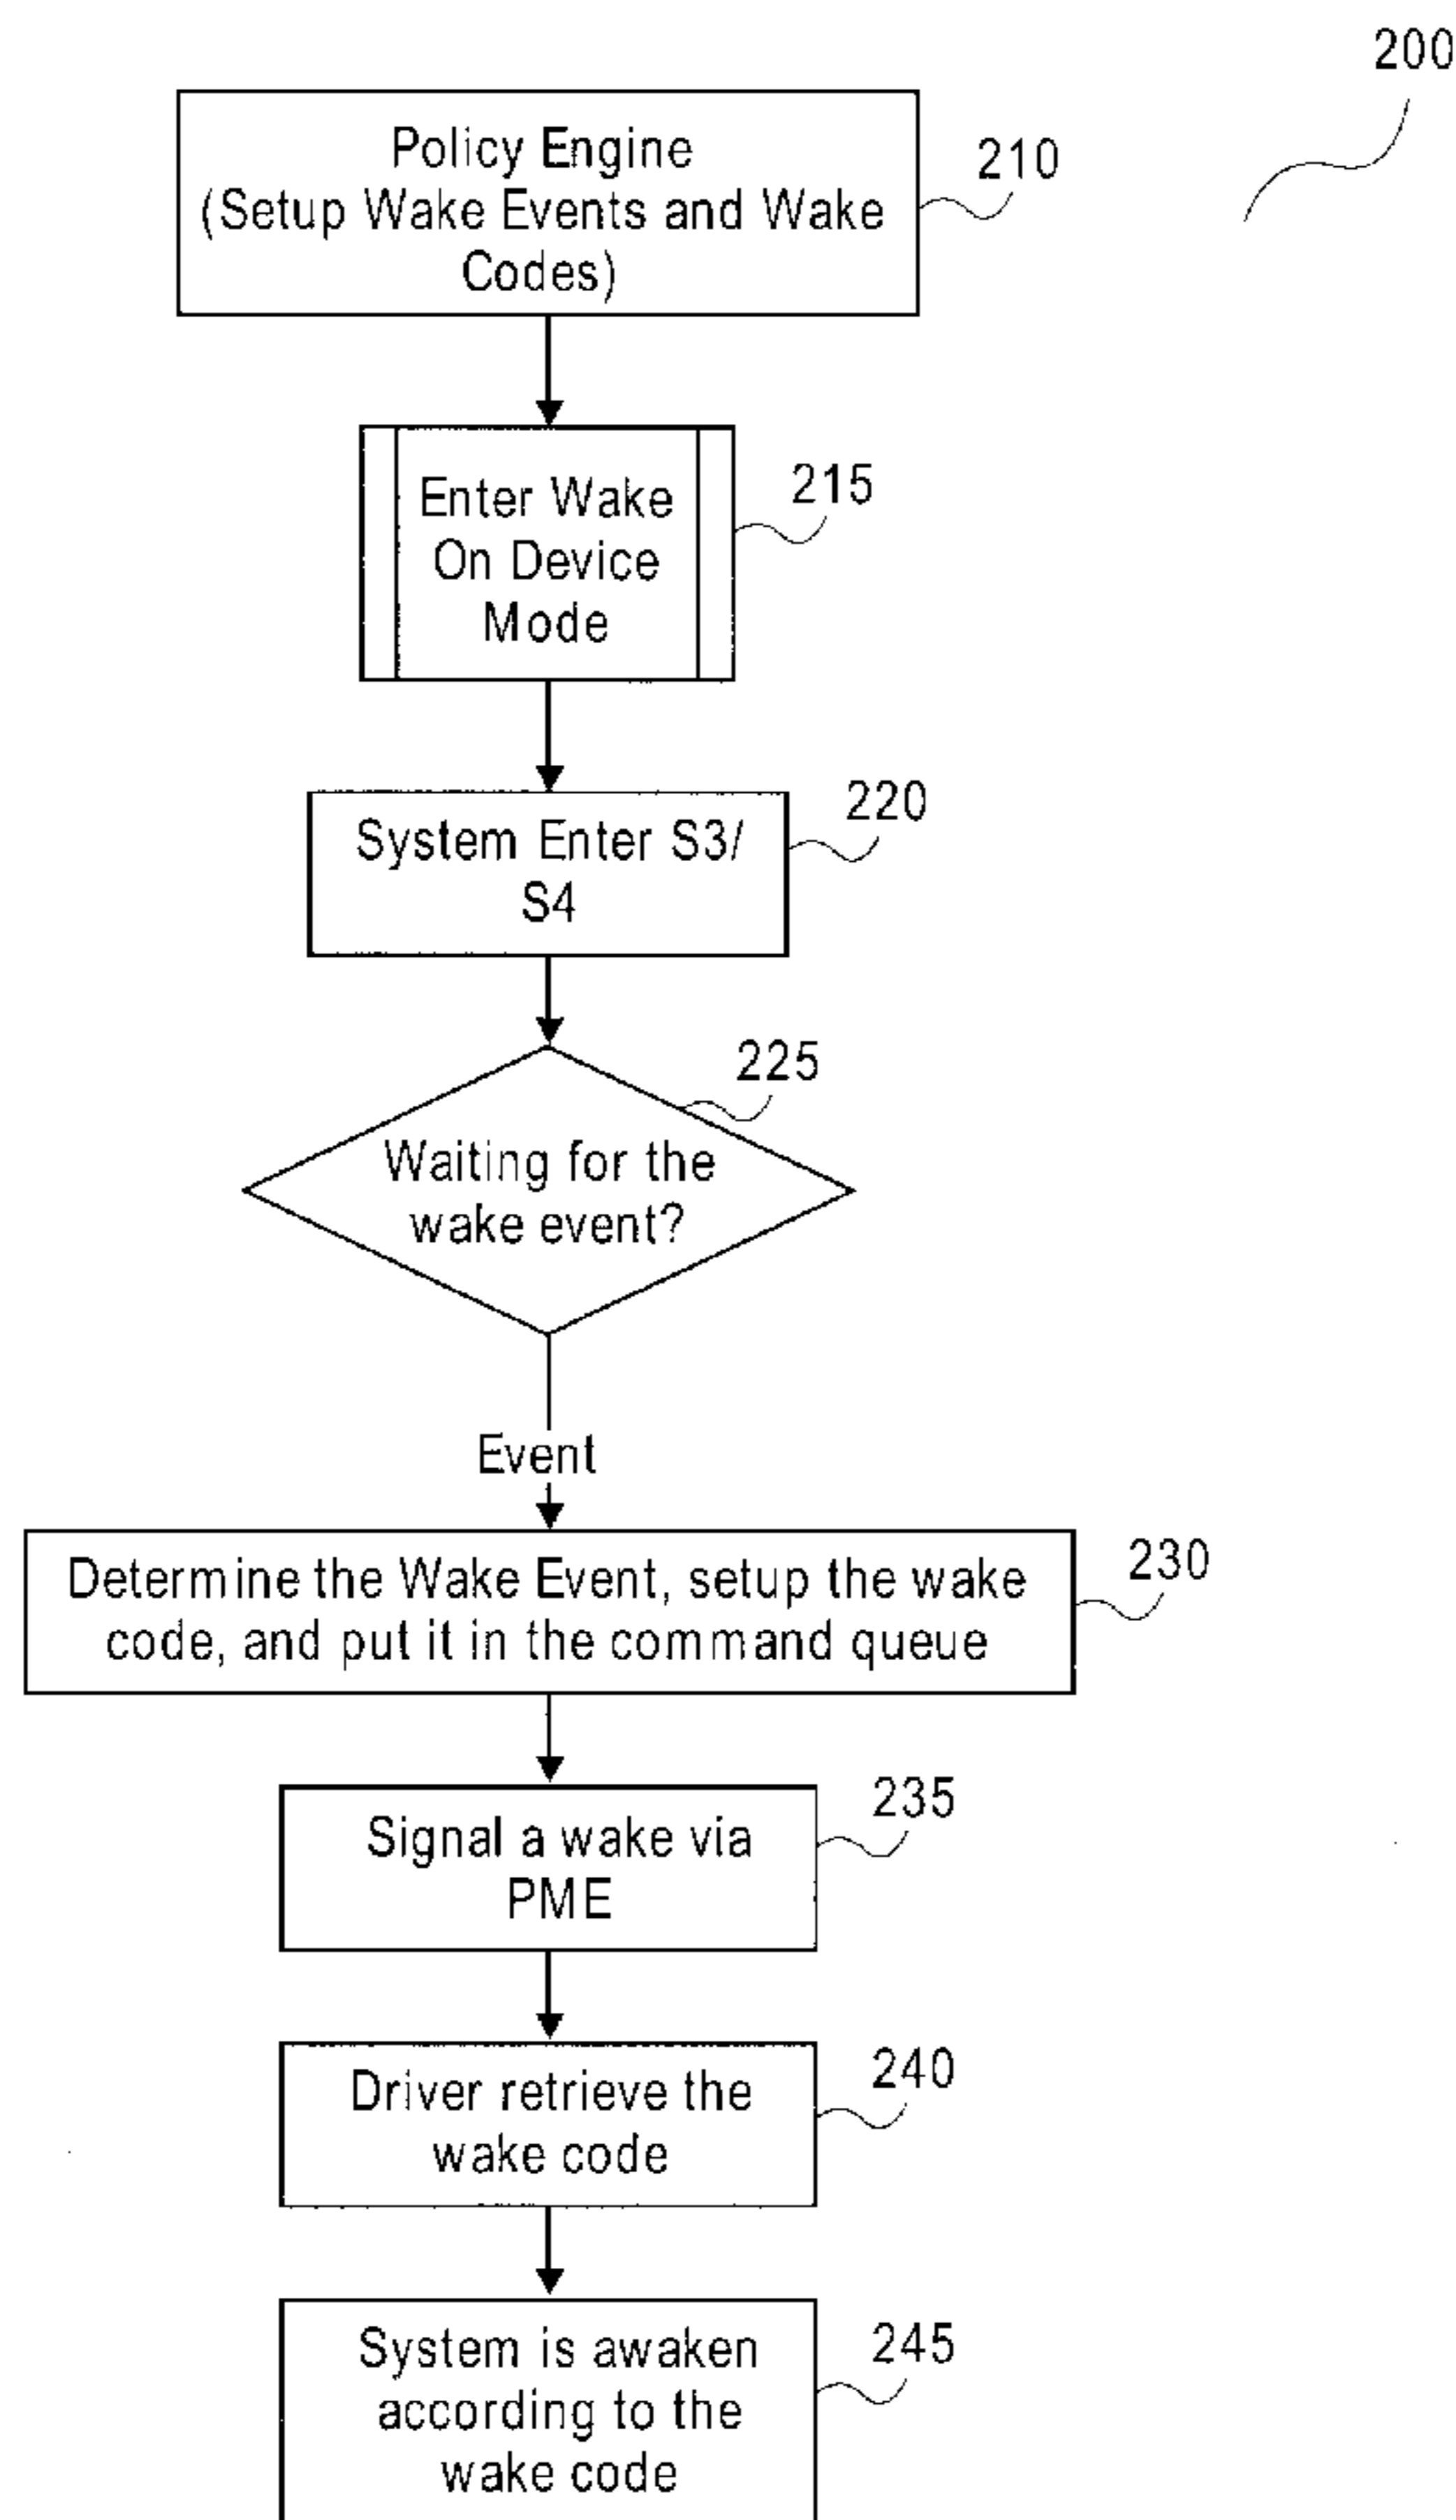 200
Policy Engine
(Setup Wake Events and Wake
Codes)
210
Enter Wake
On Device
Mode
215
System Enter S3/
S4
220
225
Waiting for the
wake event?
Event
Determine the Wake Event, setup the wake
code, and put it in the command queue
230
Signal a wake via
PME
235
Driver retrieve the
wake code
240
System is awaken
according to the
wake code
245